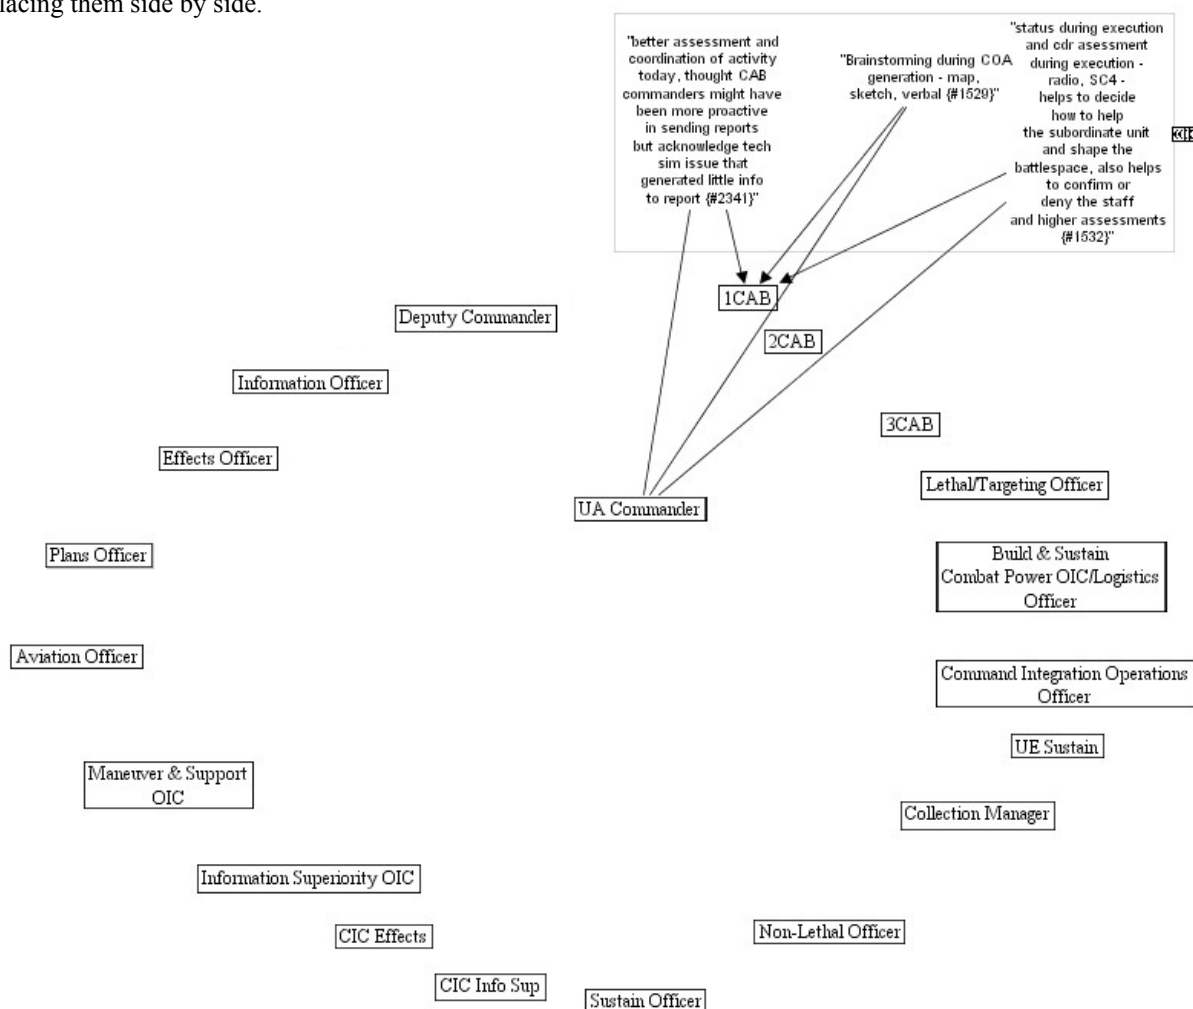 lacing them side by side.
"better assessment and
coordination of activity
today, thought CAB
commanders might have
been more proactive
in sending reports
but acknowledge tech
sim issue that
generated little info
to report {#2341}"
"Brainstorming during COA
generation - map,
sketch, verbal {#1529}"
"status during execution
and cdr asessment
during execution -
radio, SC4 -
helps to decide
how to help
the subordinate unit
and shape the
battlespace, also helps
to confirm or
deny the staff
and higher assessments
{#1532}"
1CAB
Deputy Commander
2CAB
Information Officer
3CAB
Effects Officer
Lethal/Targeting Officer
UA Commander
Plans Officer
Build & Sustain
Combat Power OIC/Logistics
Officer
Aviation Officer
Command Integration Operations
Officer
UE Sustain
Maneuver & Support
OIC
Collection Manager
Information Superiority OIC
CIC Effects
Non-Lethal Officer
CIC Info Sup
Sustain Officer